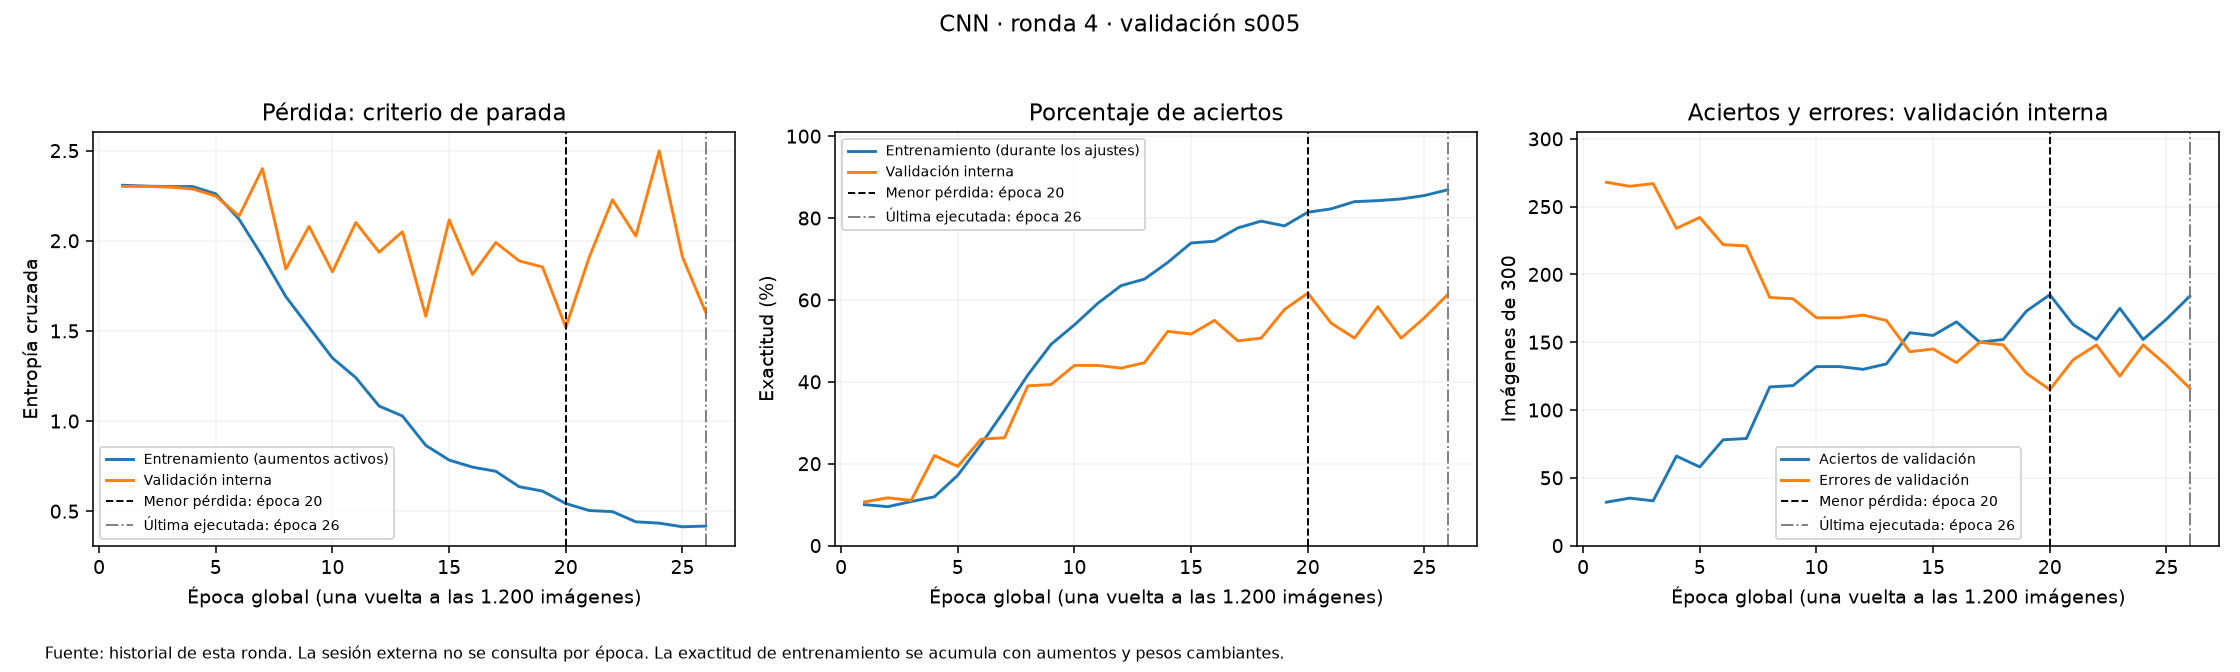 CNN · ronda 4 · validación s005
Pérdida: criterio de parada
Entropía cruzada
2.5
2.0
1.5
1.0
0.5
Entrenamiento (aumentos activos)
Validación interna
Menor pérdida: época 20
Última ejecutada: época 26
0 5 10 15 20 25
Época global (una vuelta a las 1.200 imágenes)
Porcentaje de aciertos
Exactitud (%)
100
80
60
40
20
0
Entrenamiento (durante los ajustes)
Validación interna
Menor pérdida: época 20
Última ejecutada: época 26
0 5 10 15 20 25
Época global (una vuelta a las 1.200 imágenes)
Aciertos y errores: validación interna
Imágenes de 300
300
250
200
150
100
50
0
Aciertos de validación
Errores de validación
Menor pérdida: época 20
Última ejecutada: época 26
0 5 10 15 20 25
Época global (una vuelta a las 1.200 imágenes)
Fuente: historial de esta ronda. La sesión externa no se consulta por época. La exactitud de entrenamiento se acumula con aumentos y pesos cambiantes.